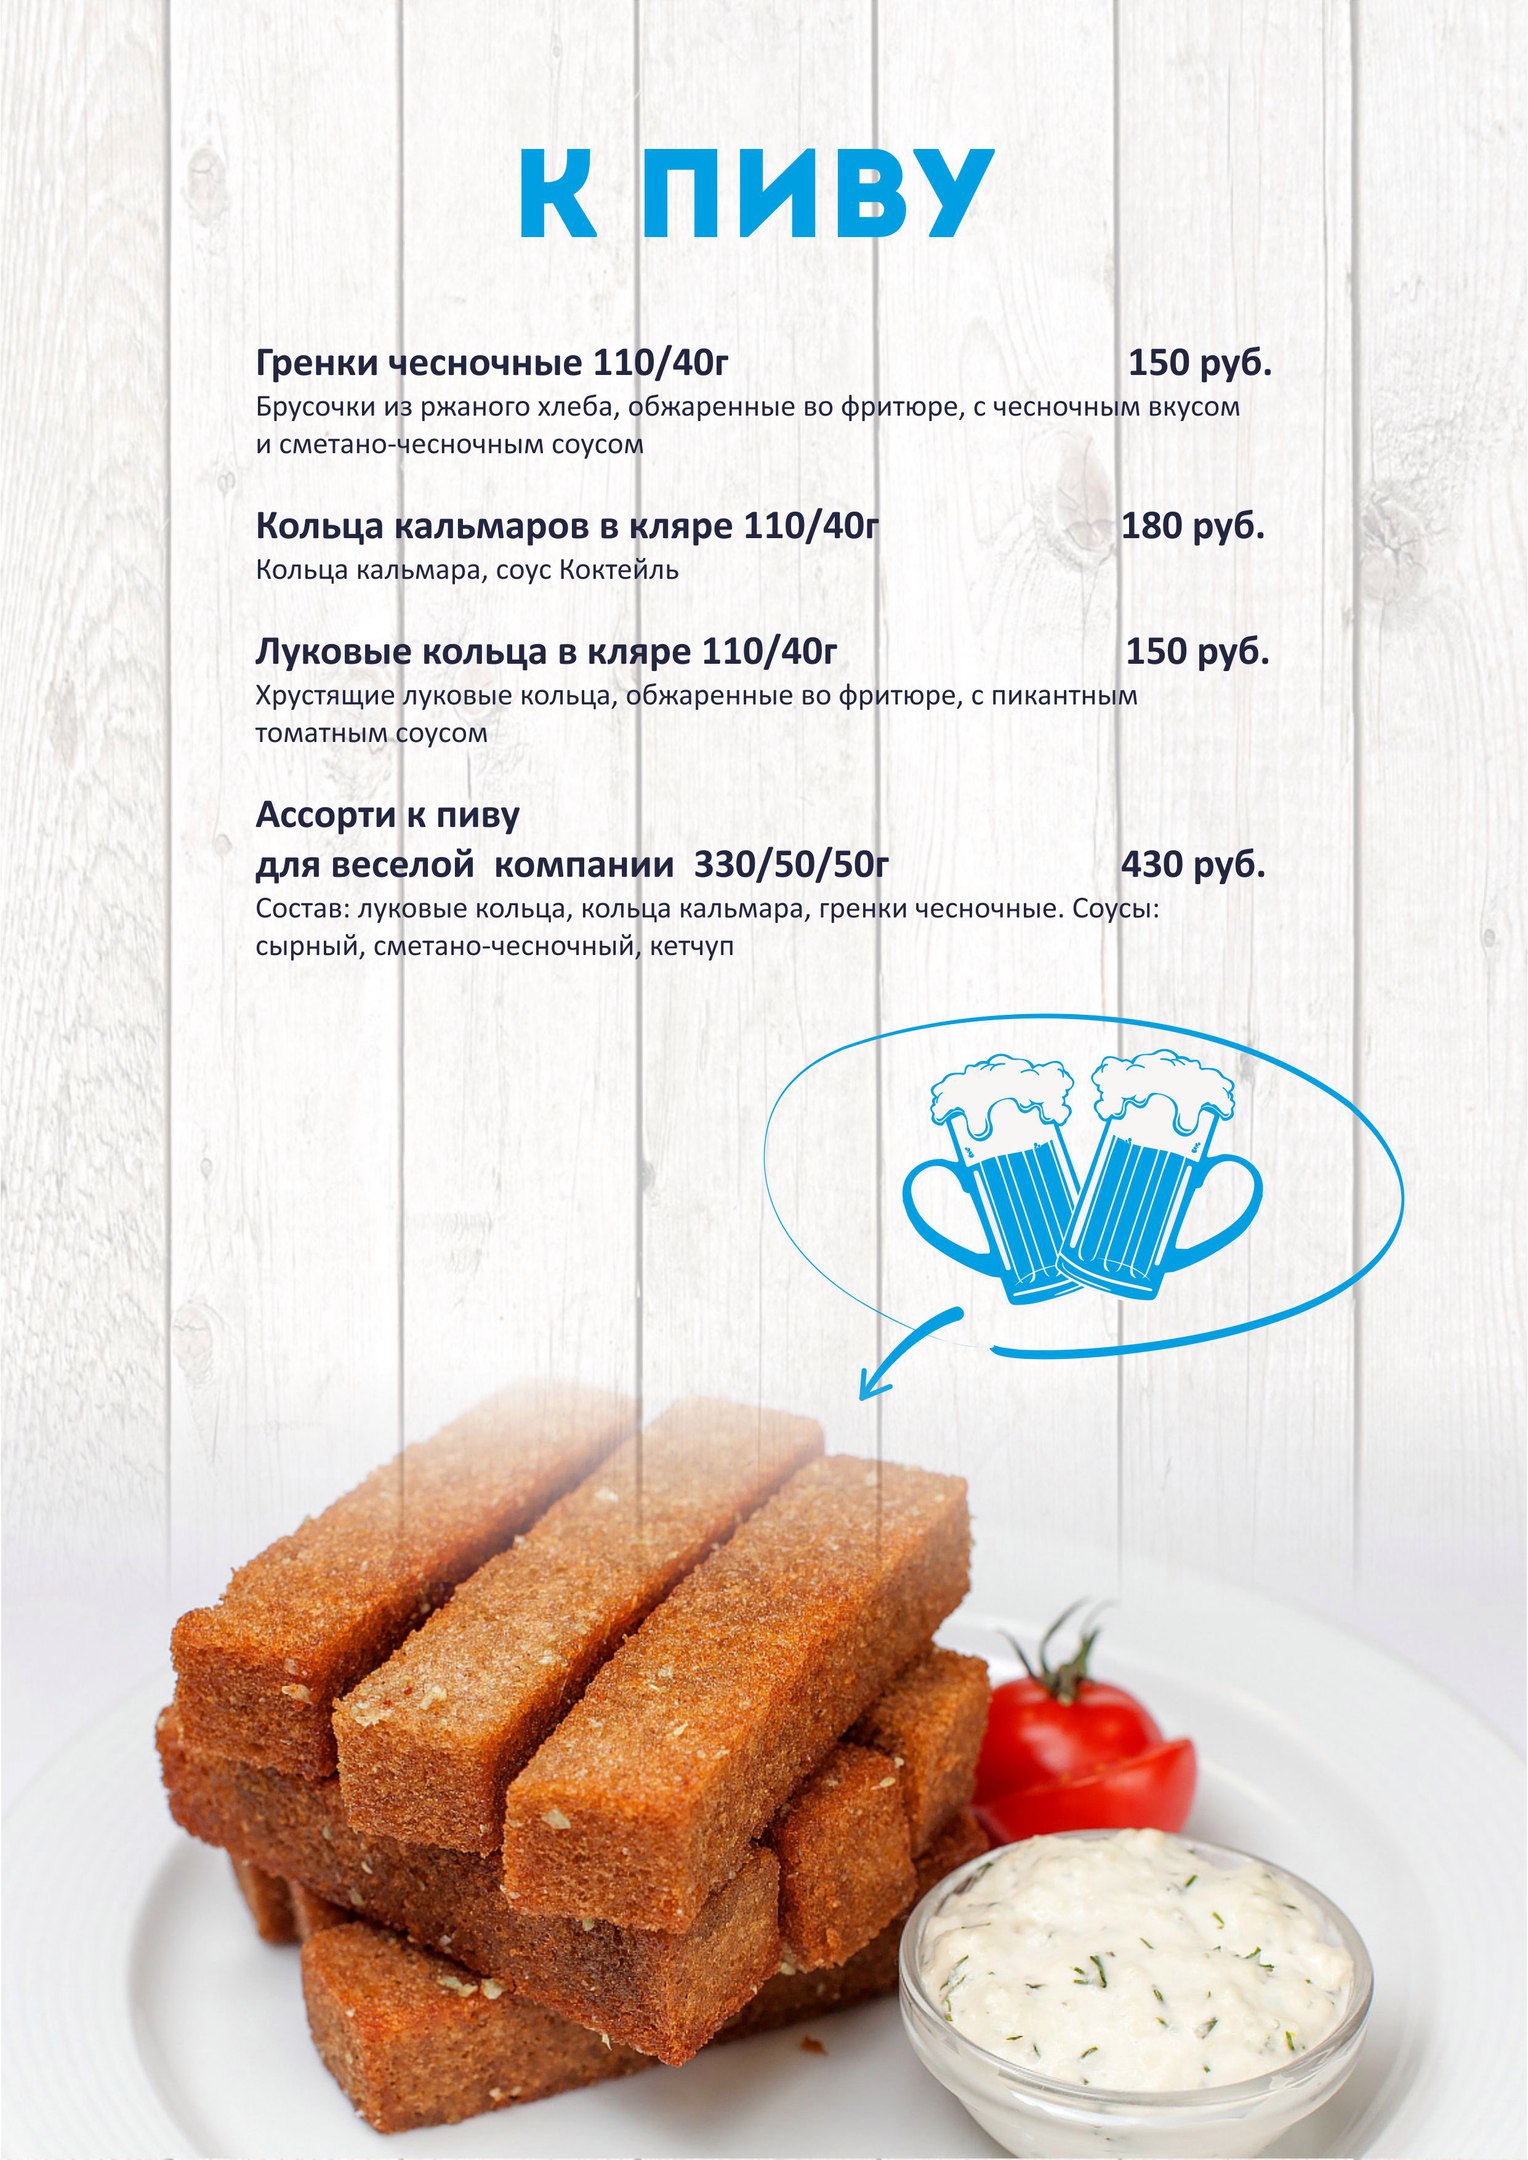 К ПИВУ
Гренки чесночные 110/40г 150 руб.
Брусочки из ржаного хлеба, обжаренные во фритюре, с чесночным вкусом
и сметано-чесночным соусом
Кольца кальмаров в кляре 110/40г 180 руб.
Кольца кальмара, соус Коктейль
Луковые кольца в кляре 110/40г 150 руб.
Хрустящие луковые кольца, обжаренные во фритюре, с пикантным
томатным соусом
Ассорти к пиву
для веселой компании 330/50/50г 430 руб.
Состав: луковые кольца, кольца кальмара, гренки чесночные. Соусы:
сырный, сметано-чесночный, кетчуп